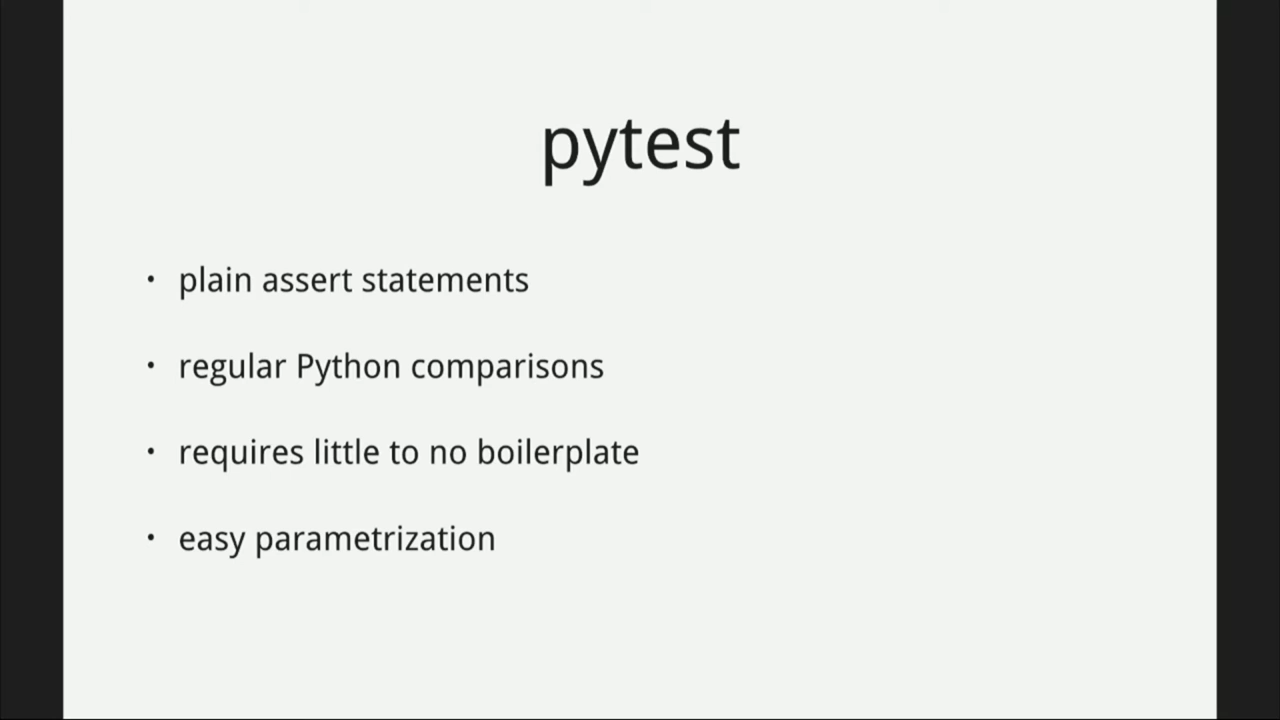 pytest
• plain assert statements
• regular Python comparisons
• requires little to no boilerplate
• easy parametrization